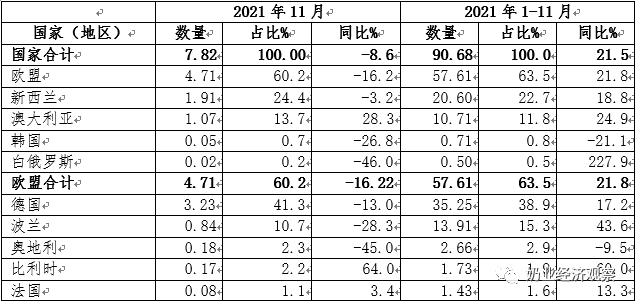 2021 年 11 月 2021 年 1-11 月
国家（地区） 数量 占比% 同比% 数量 占比% 同比%
国家合计 7.82 100.00 -8.6 90.68 100.0 21.5
欧盟 4.71 60.2 -16.2 57.61 63.5 21.8
新西兰 1.91 24.4 -3.2 20.60 22.7 18.8
澳大利亚 1.07 13.7 28.3 10.71 11.8 24.9
韩国 0.05 0.7 -26.8 0.71 0.8 -21.1
白俄罗斯 0.02 0.2 -46.0 0.50 0.5 227.9
欧盟合计 4.71 60.2 -16.22 57.61 63.5 21.8
德国 3.23 41.3 -13.0 35.25 38.9 17.2
波兰 0.84 10.7 -28.3 13.91 15.3 43.6
奥地利 0.18 2.3 -45.0 2.66 2.9 -9.5
比利时 0.17 2.2 64.0 1.73
奶业经济观察
法国 0.08 1.1 3.4 1.43 1.6 13.3